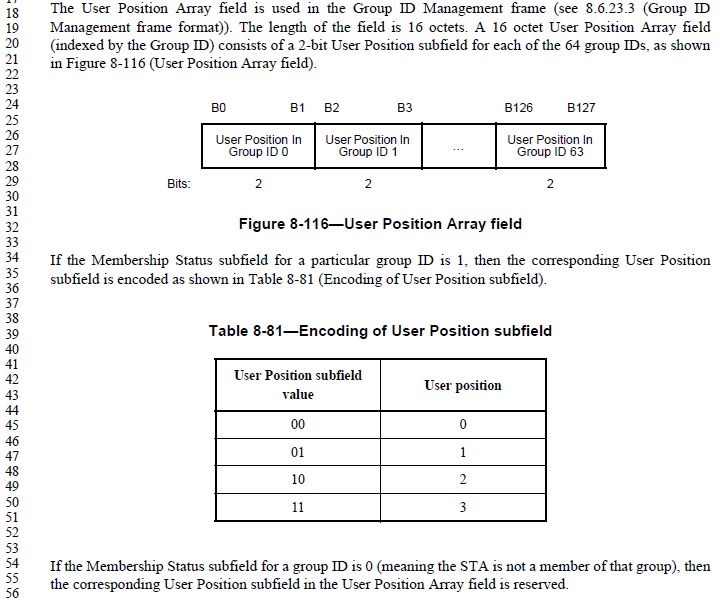 17
18 The User Position Array field is used in the Group ID Management frame (see 8.6.23.3 (Group ID
19 Management frame format)). The length of the field is 16 octets. A 16 octet User Position Array field
20 (indexed by the Group ID) consists of a 2-bit User Position subfield for each of the 64 group IDs, as shown
21 in Figure 8-116 (User Position Array field).
22
23
24 B0 B1 B2 B3 B126 B127
25
26 User Position In User Position In User Position In
27 Group ID 0 Group ID 1 ... Group ID 63
28
29 Bits: 2 2 2
30
31
32 Figure 8-116—User Position Array field
33
34 If the Membership Status subfield for a particular group ID is 1, then the corresponding User Position
35 subfield is encoded as shown in Table 8-81 (Encoding of User Position subfield).
36
37
38
39 Table 8-81—Encoding of User Position subfield
40
41
42 User Position subfield User position
43 value
44
45 00 0
46
47 01 1
48 10 2
49
50 11 3
51
52
53
54 If the Membership Status subfield for a group ID is 0 (meaning the STA is not a member of that group), then
55 the corresponding User Position subfield in the User Position Array field is reserved.
56